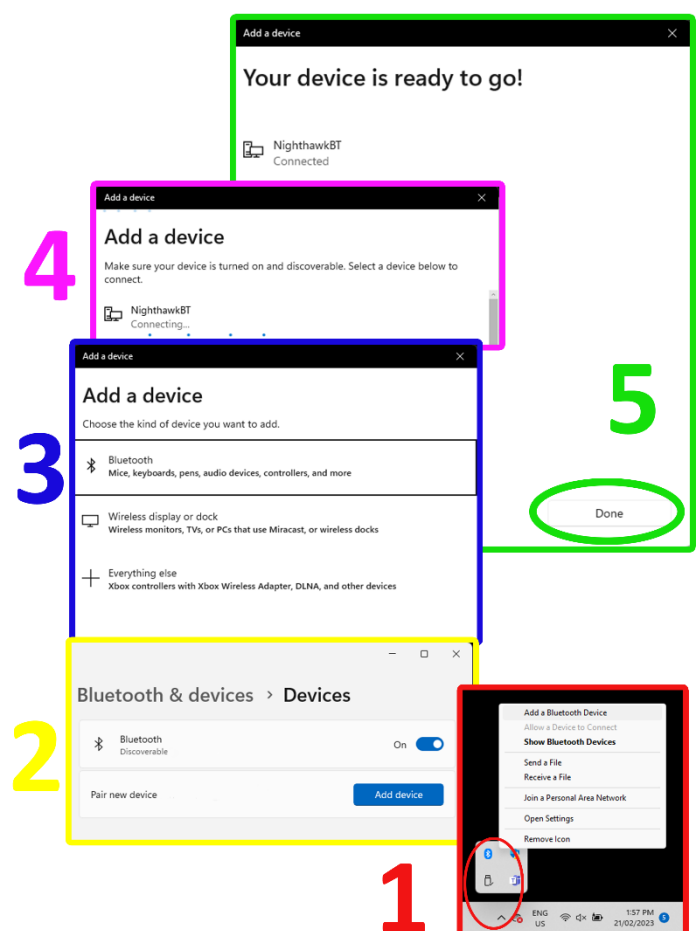 Add a device
Your device is ready to go!
NighthawkBT
Connected
5
Done
4
Add a device
Add a device
Make sure your device is turned on and discoverable. Select a device below to
connect.
NighthawkBT
Connecting...
3
Add a device
Add a device
Choose the kind of device you want to add.
Bluetooth
Mice, keyboards, pens, audio devices, controllers, and more
Wireless display or dock
Wireless monitors, TVs, or PCs that use Miracast, or wireless docks
Everything else
Xbox controllers with Xbox Wireless Adapter, DLNA, and other devices
2
Bluetooth & devices > Devices
Bluetooth
Discoverable
On
Pair new device
Add device
1
Add a Bluetooth Device
Allow a Device to Connect
Show Bluetooth Devices
Send a File
Receive a File
Join a Personal Area Network
Open Settings
Remove Icon
ENG
US
1:57 PM
21/02/2023
5